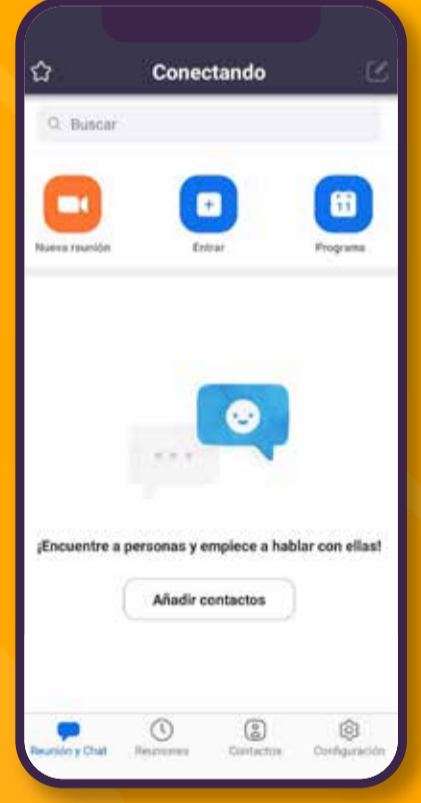 Conectando
Buscar
Nueva reunión
Entrar
Programa
11
¡Encuentre a personas y empiece a hablar con ellas!
Añadir contactos
Reunión y Chat
Reuniones
Contactos
Configuración